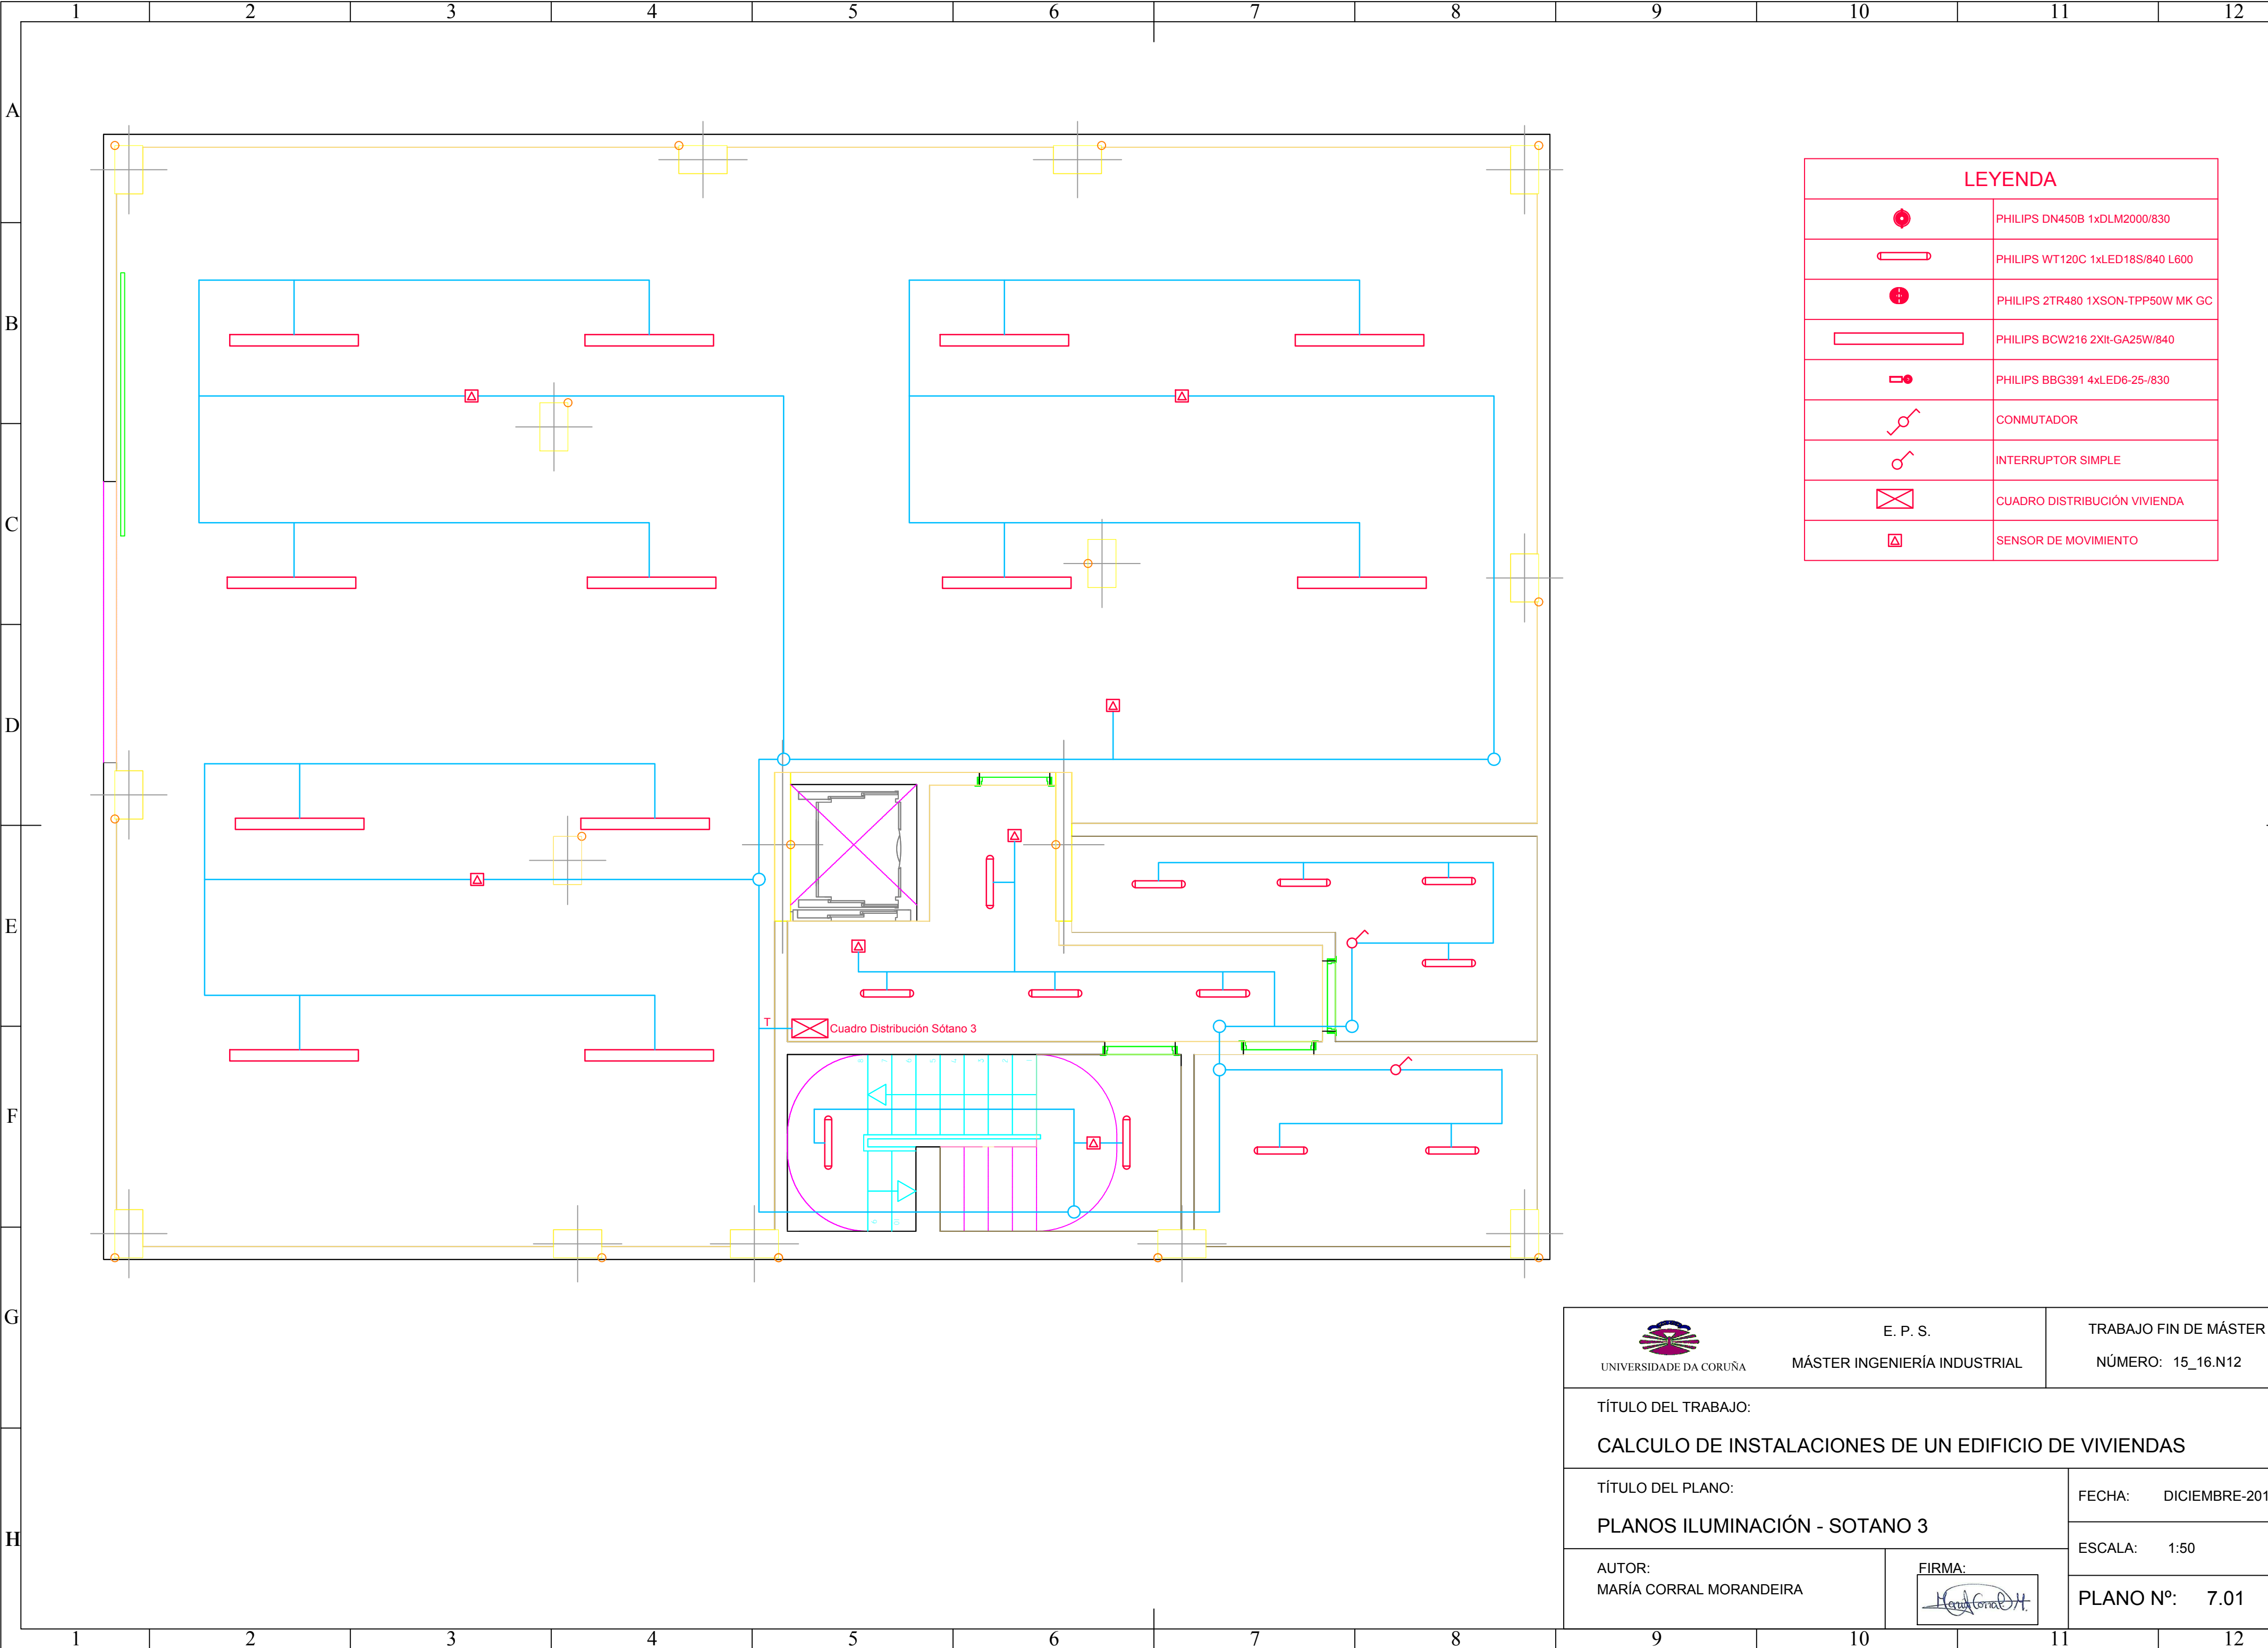 1 2 3 4 5 6 7 8 9 10 11 12
A
B
C
D
E
F
G
H
LEYENDA
PHILIPS DN450B 1xDLM2000/830
PHILIPS WT120C 1xLED18S/840 L600
PHILIPS 2TR480 1XSON-TPP50W MK GC
PHILIPS BCW216 2Xlt-GA25W/840
PHILIPS BBG391 4xLED6-25-/830
CONMUTADOR
INTERRUPTOR SIMPLE
CUADRO DISTRIBUCIÓN VIVIENDA
SENSOR DE MOVIMIENTO
T
Cuadro Distribución Sótano 3
UNIVERSIDADE DA CORUÑA
E. P. S.
MÁSTER INGENIERÍA INDUSTRIAL
TRABAJO FIN DE MÁSTER
NÚMERO: 15_16.N12
TÍTULO DEL TRABAJO:
CALCULO DE INSTALACIONES DE UN EDIFICIO DE VIVIENDAS
TÍTULO DEL PLANO:
PLANOS ILUMINACIÓN - SOTANO 3
FECHA: DICIEMBRE-201
ESCALA: 1:50
AUTOR:
MARÍA CORRAL MORANDEIRA
FIRMA:
PLANO Nº: 7.01
1 2 3 4 5 6 7 8 9 10 11 12